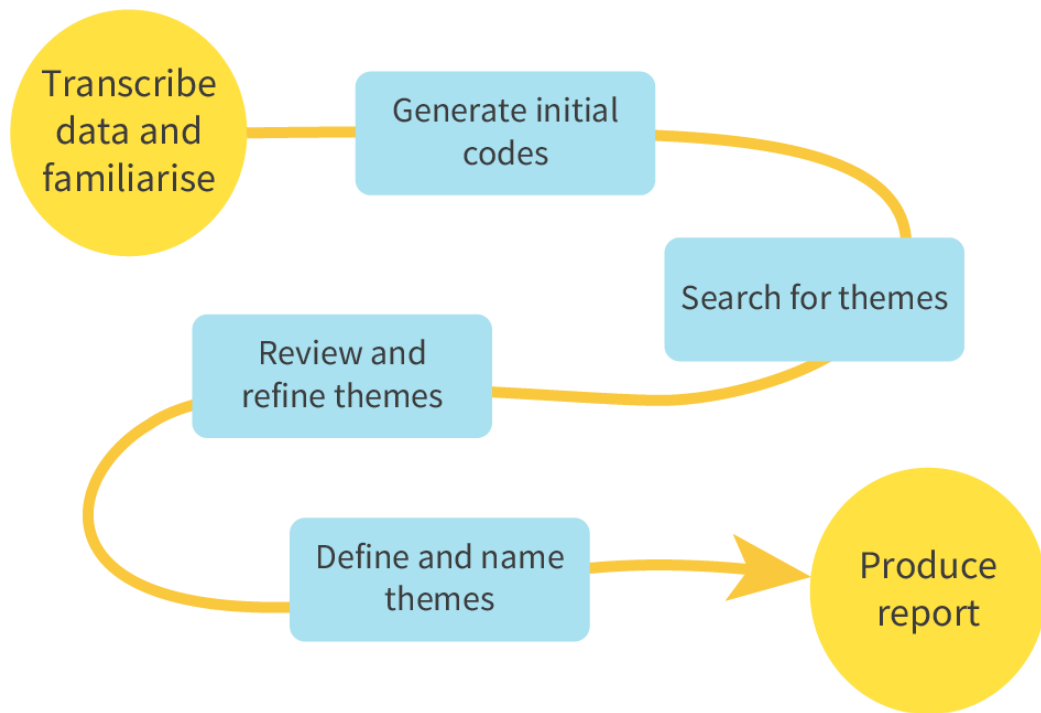 Transcribe
data and
familiarise
Generate initial
codes
Search for themes
Review and
refine themes
Define and name
themes
Produce
report